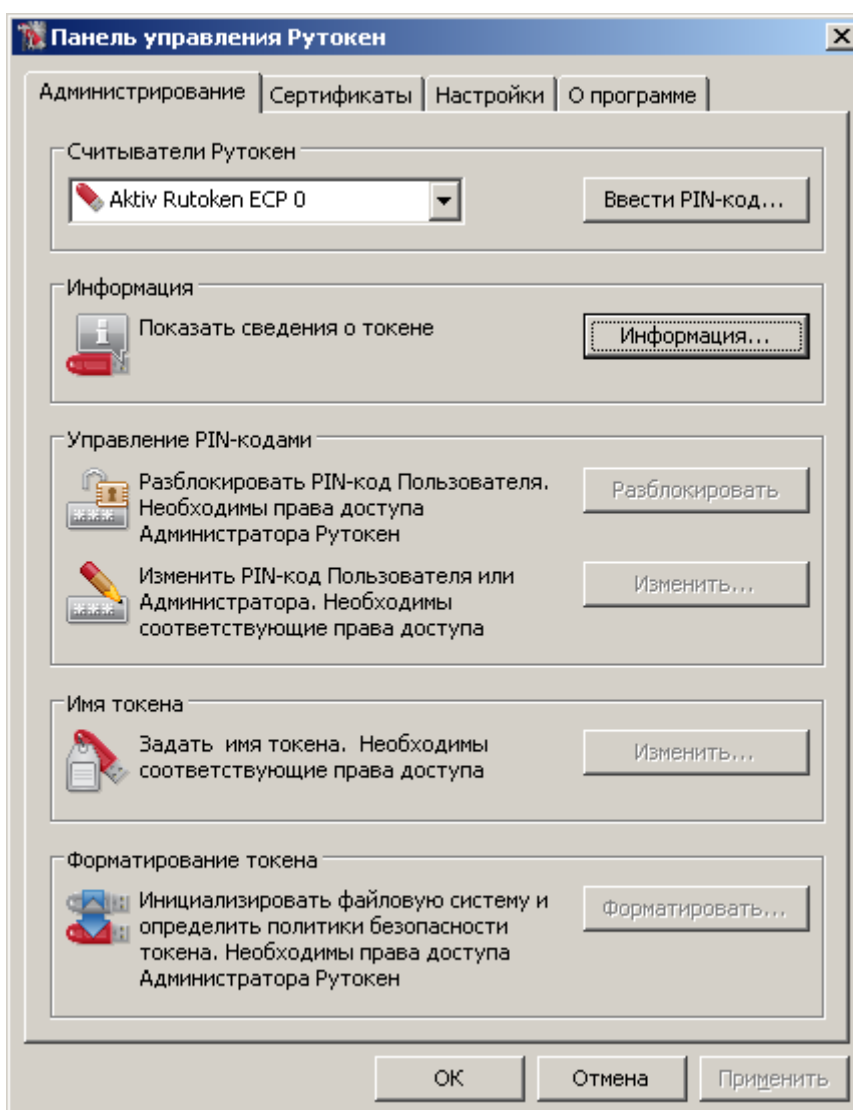 Панель управления Рутокен
Администрирование Сертификаты Настройки О программе
Считыватели Рутокен
Aktiv Rutoken ECP 0 Ввести PIN-код...
Информация
Показать сведения о токене Информация...
Управление PIN-кодами
Разблокировать PIN-код Пользователя. Разблокировать
Необходимы права доступа
Администратора Рутокен
Изменить PIN-код Пользователя или Изменить...
Администратора. Необходимы
соответствующие права доступа
Имя токена
Задать имя токена. Необходимы Изменить...
соответствующие права доступа
Форматирование токена
Инициализировать файловую систему и Форматировать...
определить политики безопасности
токена. Необходимы права доступа
Администратора Рутокен
ОК Отмена Применить